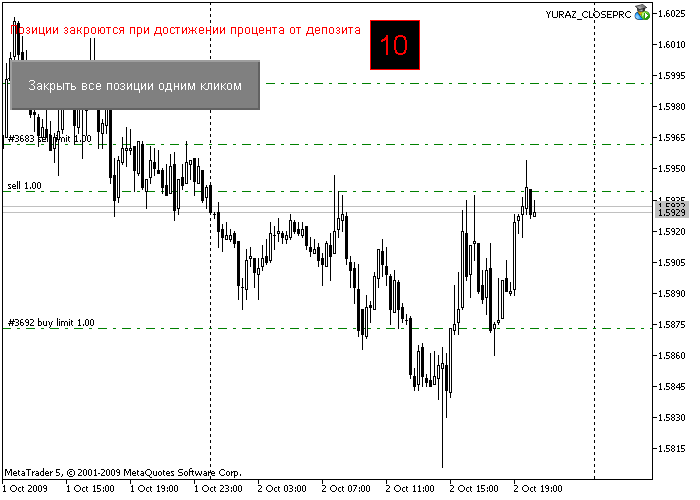 YURAZ_CLOSEPRC
Позиции закроются при достижении процента от депозита
10
Закрыть все позиции одним кликом
#3683 sell limit 1.00
sell 1.00
#3692 buy limit 1.00
1.6025
1.6010
1.5995
1.5980
1.5965
1.5950
1.5935
1.5932
1.5929
1.5920
1.5905
1.5890
1.5875
1.5860
1.5845
1.5830
1.5815
MetaTrader 5, © 2001-2009 MetaQuotes Software Corp.
1 Oct 2009 1 Oct 15:00 1 Oct 19:00 1 Oct 23:00 2 Oct 03:00 2 Oct 07:00 2 Oct 11:00 2 Oct 15:00 2 Oct 19:00